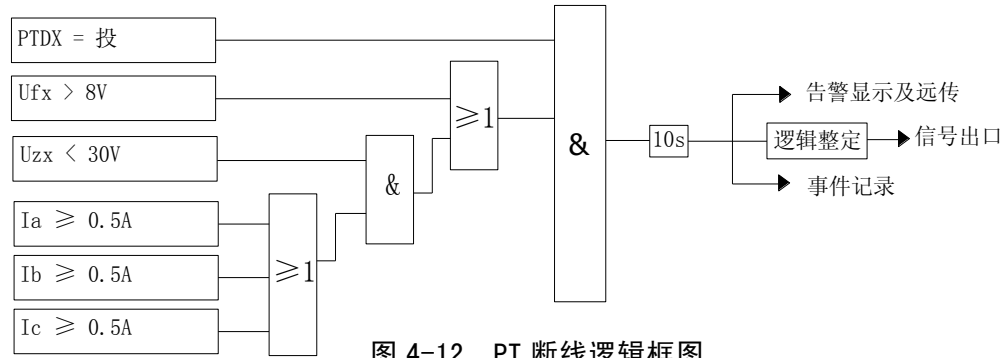 PTDX = 投
Ufx > 8V
Uzx < 30V
Ia ≥ 0.5A
Ib ≥ 0.5A
Ic ≥ 0.5A
≥1
&
≥1
&
10s
告警显示及远传
逻辑整定
信号出口
事件记录
图 4-12 PT 断线逻辑框图